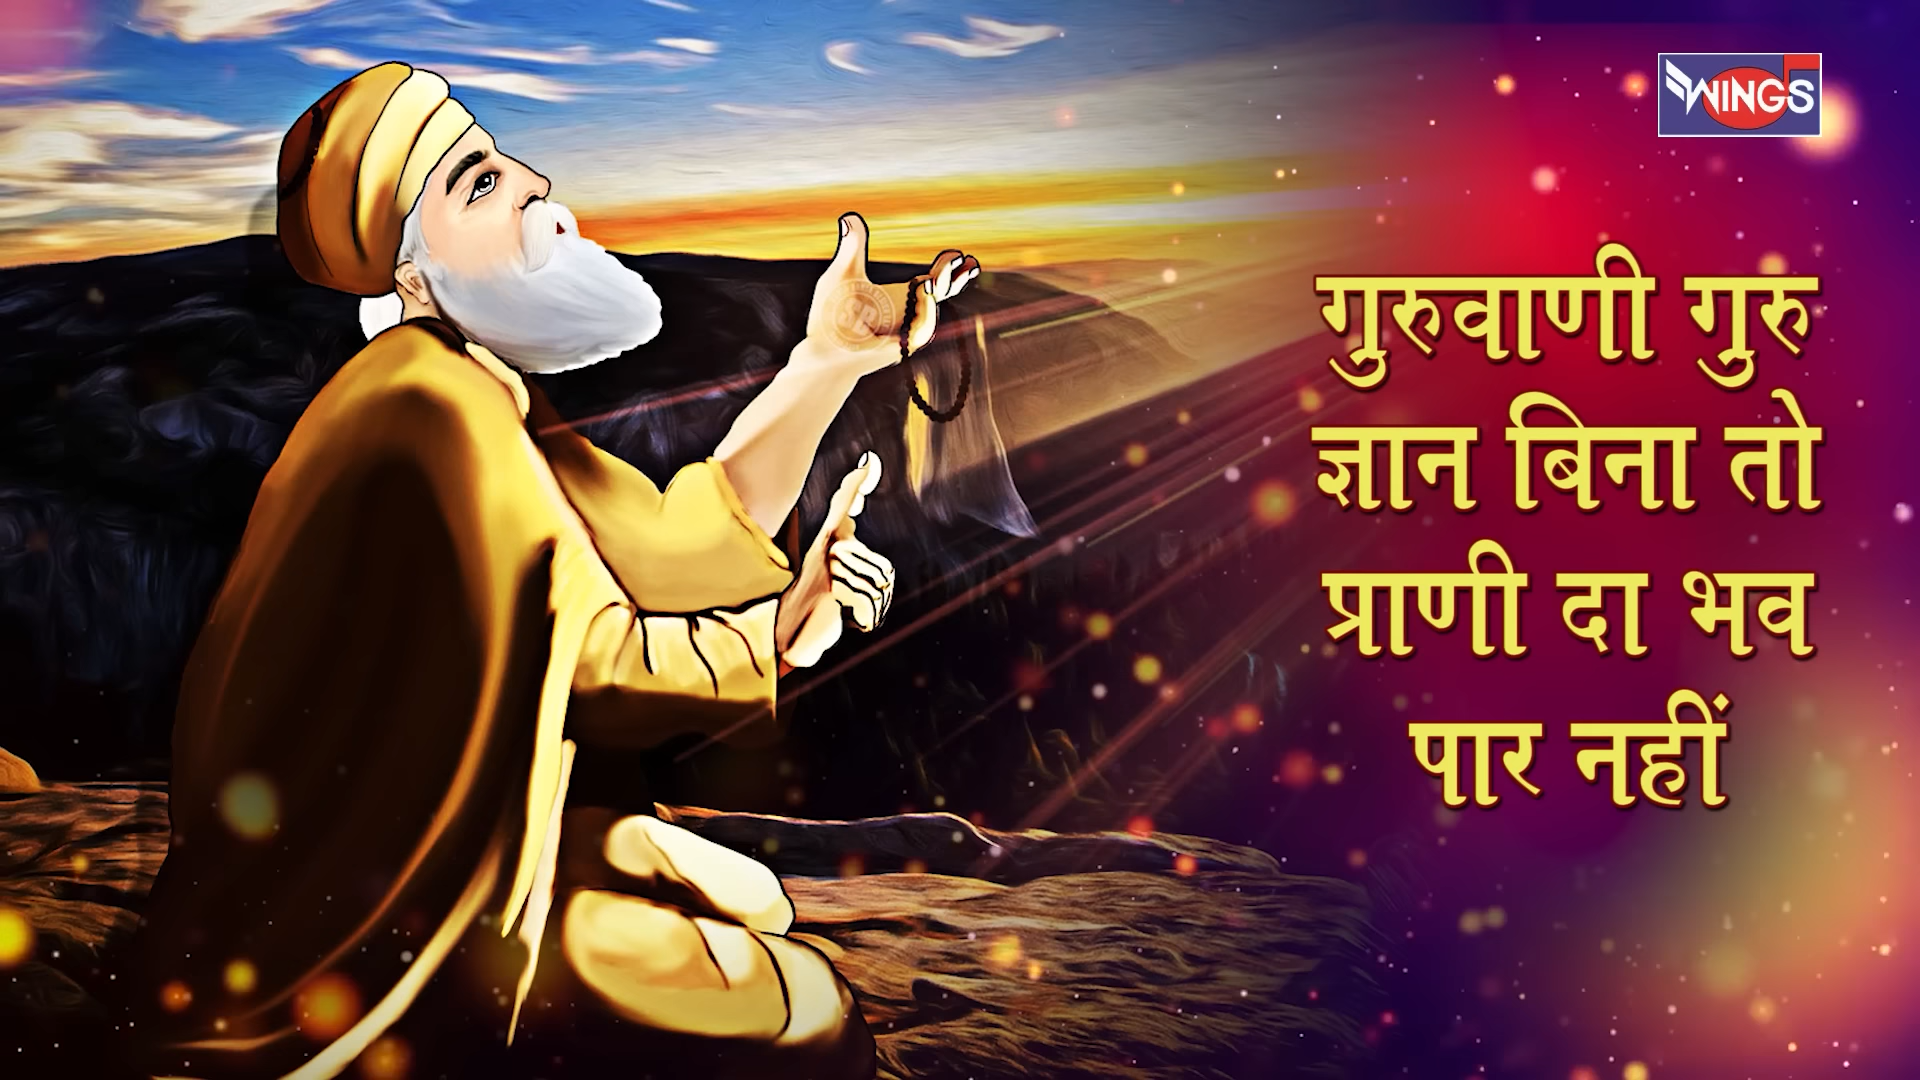 WINGS
गुरुवाणी गुरु
ज्ञान बिना तो
प्राणी दा भव
पार नहीं